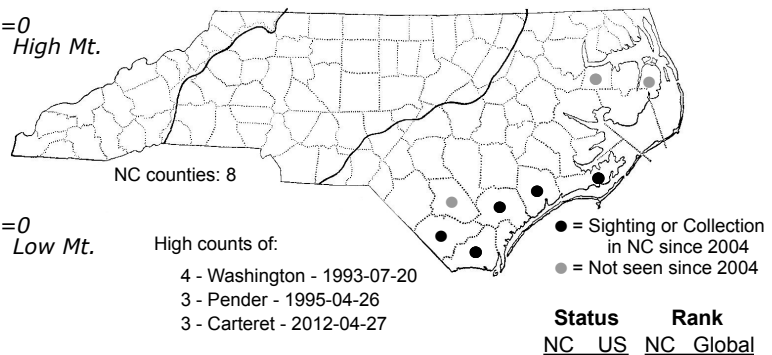 =0
High Mt.
NC counties: 8
=0
Low Mt.
High counts of:
4 - Washington - 1993-07-20
3 - Pender - 1995-04-26
3 - Carteret - 2012-04-27
= Sighting or Collection
in NC since 2004
= Not seen since 2004
Status Rank
NC US NC Global